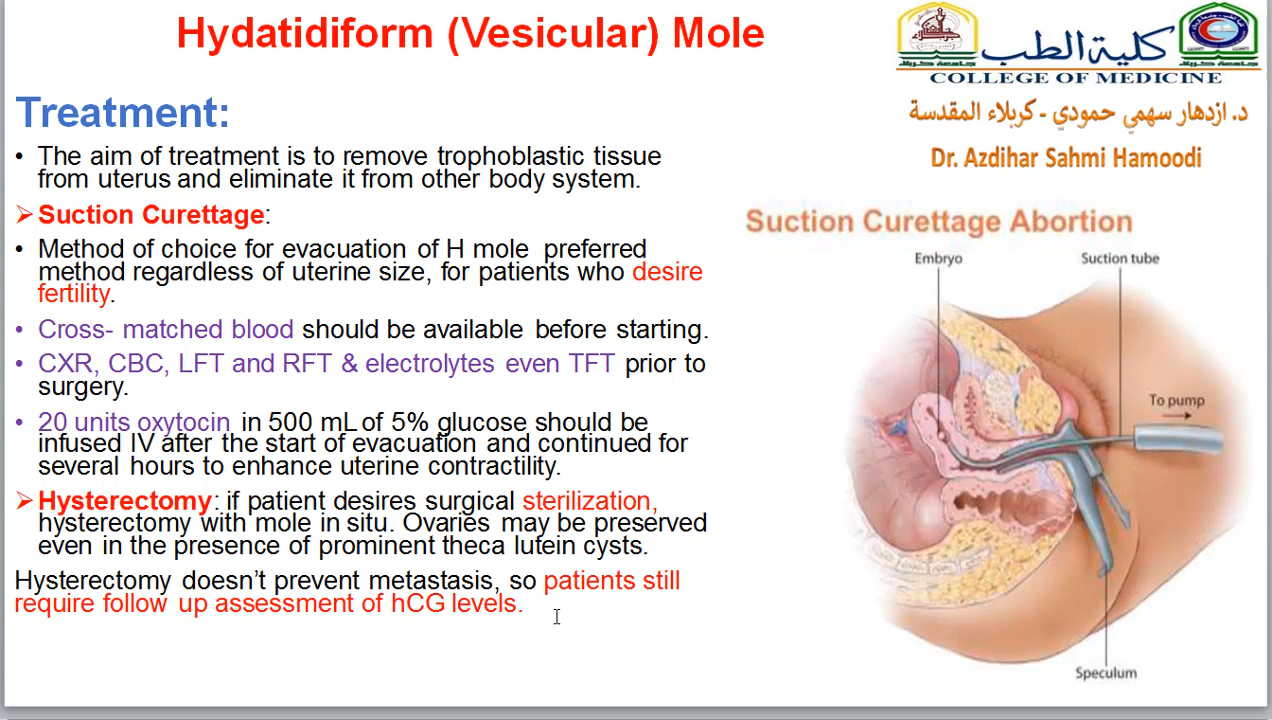 Hydatidiform (Vesicular) Mole
كلية الطب
COLLEGE OF MEDICINE
د. ازدهار سهمي حمودي - كربلاء المقدسة
Dr. Azdihar Sahmi Hamoodi
Treatment:
• The aim of treatment is to remove trophoblastic tissue
from uterus and eliminate it from other body system.
➢ Suction Curettage:
• Method of choice for evacuation of H mole preferred
method regardless of uterine size, for patients who desire
fertility.
• Cross- matched blood should be available before starting.
• CXR, CBC, LFT and RFT & electrolytes even TFT prior to
surgery.
• 20 units oxytocin in 500 mL of 5% glucose should be
infused IV after the start of evacuation and continued for
several hours to enhance uterine contractility.
➢ Hysterectomy: if patient desires surgical sterilization,
hysterectomy with mole in situ. Ovaries may be preserved
even in the presence of prominent theca lutein cysts.
Hysterectomy doesn't prevent metastasis, so patients still
require follow up assessment of hCG levels.
Suction Curettage Abortion
Embryo
Suction tube
To pump
Speculum